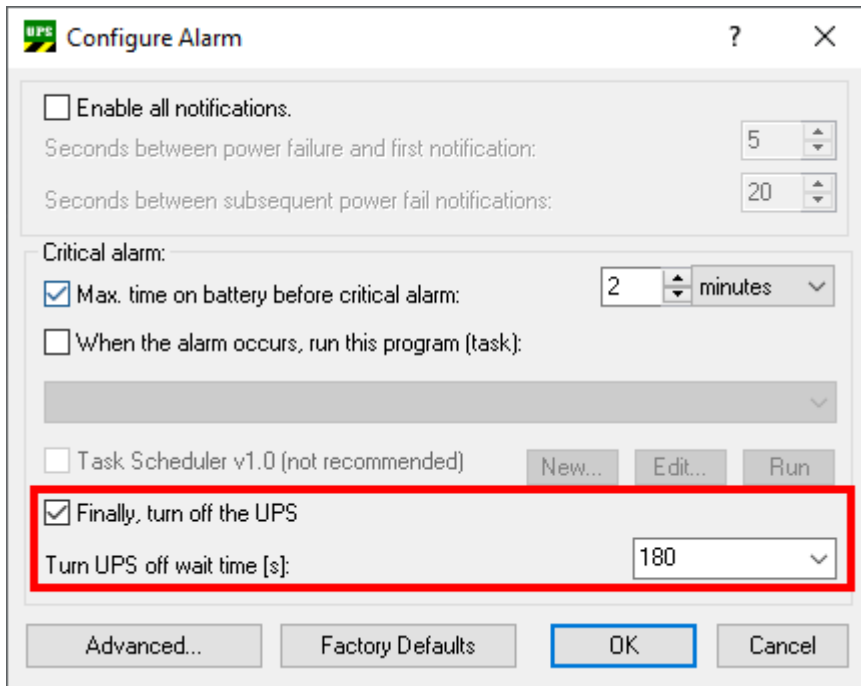 UPS Configure Alarm ?
Enable all notifications.
Seconds between power failure and first notification: 5
Seconds between subsequent power fail notifications: 20
Critical alarm:
Max. time on battery before critical alarm: 2 minutes
When the alarm occurs, run this program (task):
Task Scheduler v1.0 (not recommended) New... Edit... Run
Finally, turn off the UPS
Turn UPS off wait time [s]: 180
Advanced... Factory Defaults OK Cancel